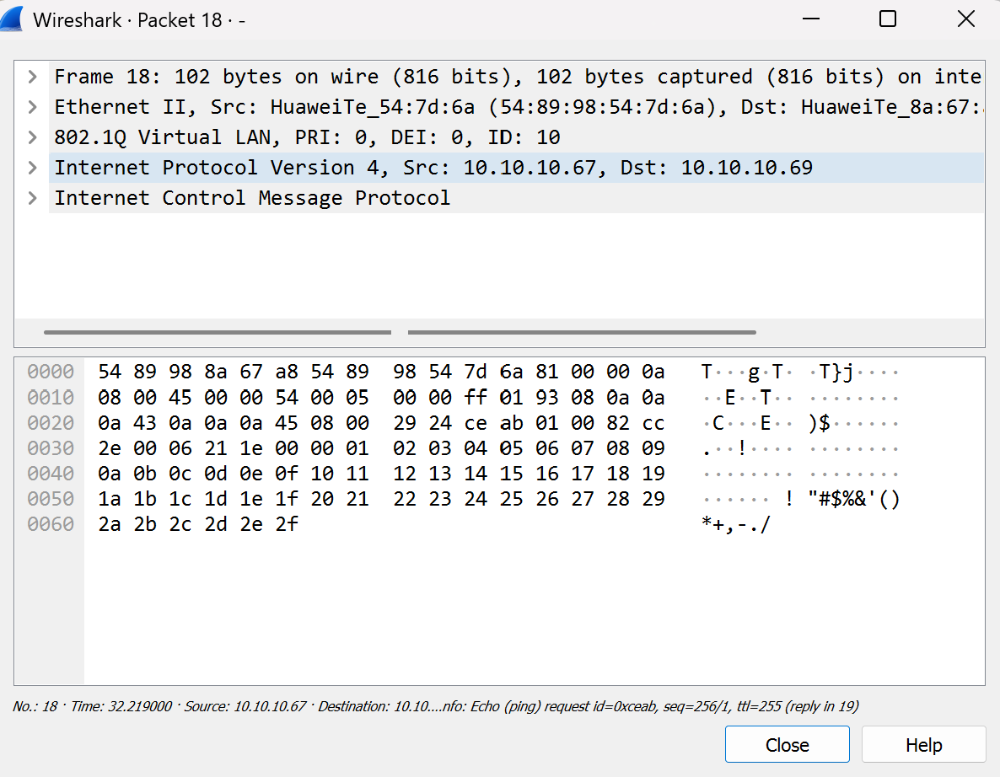 Wireshark · Packet 18 · -
Frame 18: 102 bytes on wire (816 bits), 102 bytes captured (816 bits) on inte
Ethernet II, Src: HuaweiTe_54:7d:6a (54:89:98:54:7d:6a), Dst: HuaweiTe_8a:67:
802.1Q Virtual LAN, PRI: 0, DEI: 0, ID: 10
Internet Protocol Version 4, Src: 10.10.10.67, Dst: 10.10.10.69
Internet Control Message Protocol
0000 54 89 98 8a 67 a8 54 89 98 54 7d 6a 81 00 00 0a T···g·T· ·T}j····
0010 08 00 45 00 00 54 00 05 00 00 ff 01 93 08 0a 0a ··E··T·· ········
0020 0a 43 0a 0a 0a 45 08 00 29 24 ce ab 01 00 82 cc ·C···E·· )$······
0030 2e 00 06 21 1e 00 00 01 02 03 04 05 06 07 08 09 .··!···· ········
0040 0a 0b 0c 0d 0e 0f 10 11 12 13 14 15 16 17 18 19 ········ ········
0050 1a 1b 1c 1d 1e 1f 20 21 22 23 24 25 26 27 28 29 ······ ! "#$%&'()
0060 2a 2b 2c 2d 2e 2f *+,-./
No.: 18 · Time: 32.219000 · Source: 10.10.10.67 · Destination: 10.10....nfo: Echo (ping) request id=0xceab, seq=256/1, ttl=255 (reply in 19)
Close Help